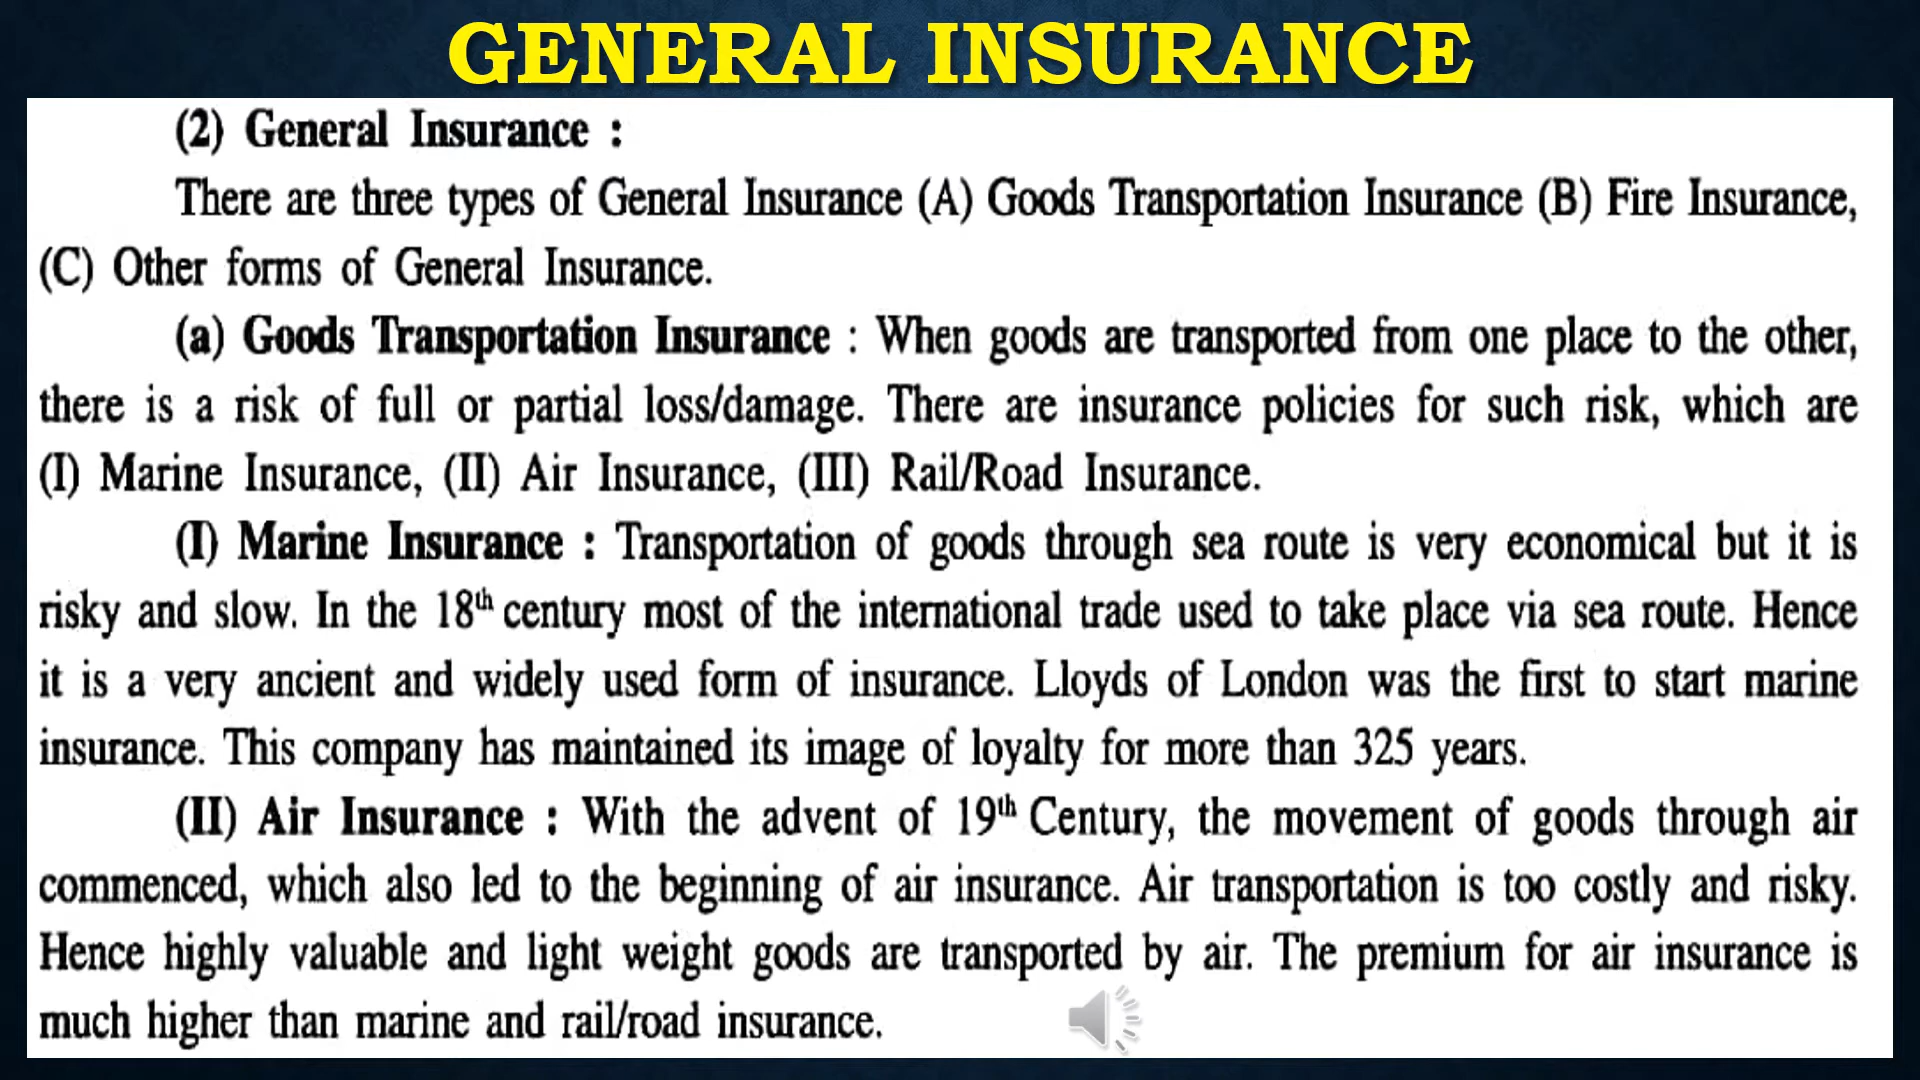 GENERAL INSURANCE
(2) General Insurance :
There are three types of General Insurance (A) Goods Transportation Insurance (B) Fire Insurance,
(C) Other forms of General Insurance.
(a) Goods Transportation Insurance : When goods are transported from one place to the other,
there is a risk of full or partial loss/damage. There are insurance policies for such risk, which are
(I) Marine Insurance, (II) Air Insurance, (III) Rail/Road Insurance.
(I) Marine Insurance : Transportation of goods through sea route is very economical but it is
risky and slow. In the 18th century most of the international trade used to take place via sea route. Hence
it is a very ancient and widely used form of insurance. Lloyds of London was the first to start marine
insurance. This company has maintained its image of loyalty for more than 325 years.
(II) Air Insurance : With the advent of 19th Century, the movement of goods through air
commenced, which also led to the beginning of air insurance. Air transportation is too costly and risky.
Hence highly valuable and light weight goods are transported by air. The premium for air insurance is
much higher than marine and rail/road insurance.